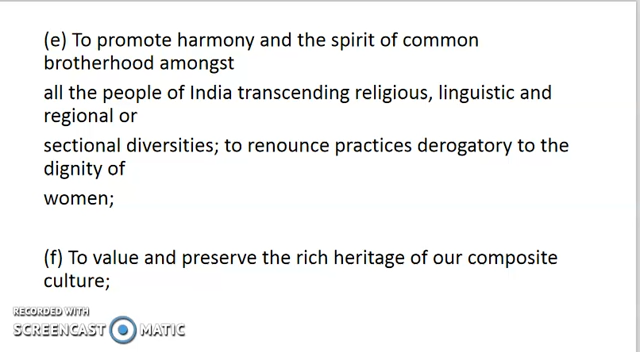 (e) To promote harmony and the spirit of common
brotherhood amongst
all the people of India transcending religious, linguistic and
regional or
sectional diversities; to renounce practices derogatory to the
dignity of
women;
(f) To value and preserve the rich heritage of our composite
culture;
RECORDED WITH
SCREENCAST MATIC